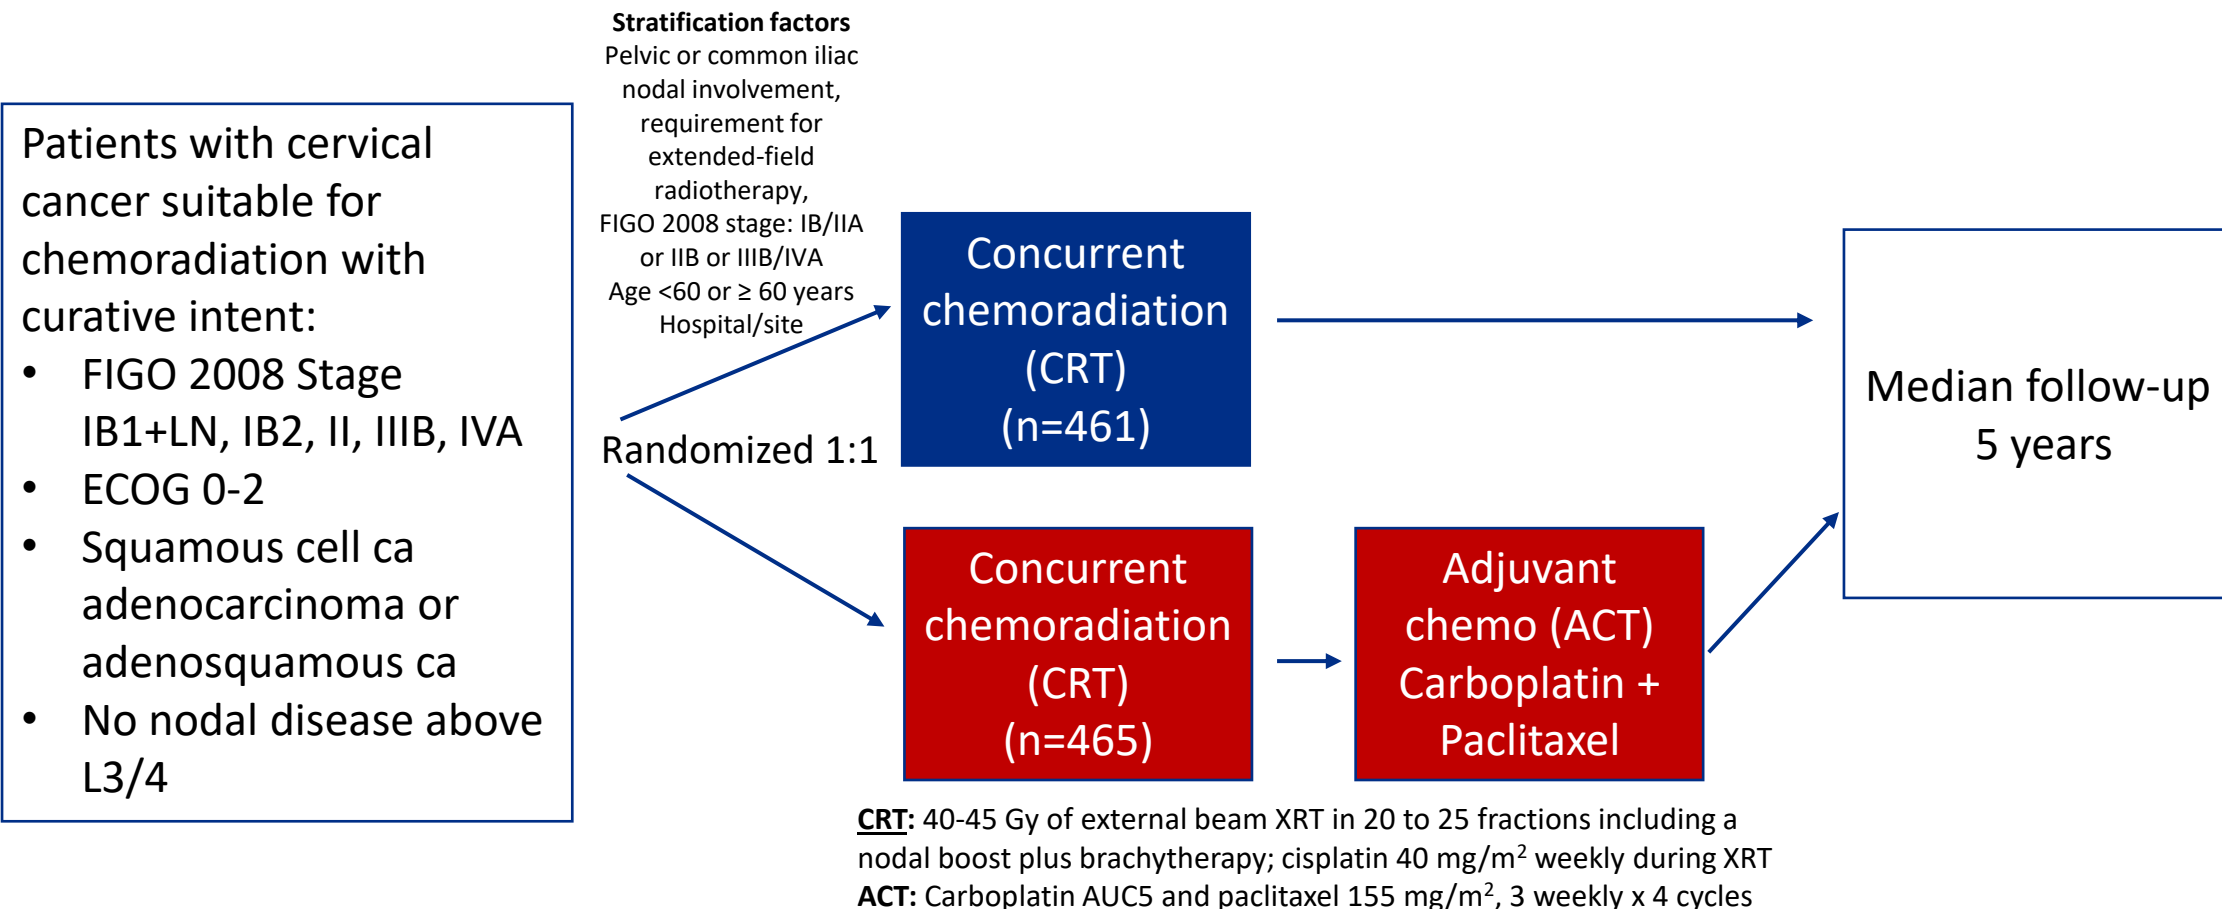 Stratification factors
Pelvic or common iliac
nodal involvement,
requirement for
extended-field
radiotherapy,
FIGO 2008 stage: IB/IIA
or IIB or IIIB/IVA
Age <60 or ≥ 60 years
Hospital/site
Patients with cervical
cancer suitable for
chemoradiation with
curative intent:
• FIGO 2008 Stage
IB1+LN, IB2, II, IIIB, IVA
• ECOG 0-2
• Squamous cell ca
adenocarcinoma or
adenosquamous ca
• No nodal disease above
L3/4
Randomized 1:1
Concurrent
chemoradiation
(CRT)
(n=461)
Concurrent
chemoradiation
(CRT)
(n=465)
Adjuvant
chemo (ACT)
Carboplatin +
Paclitaxel
Median follow-up
5 years
CRT: 40-45 Gy of external beam XRT in 20 to 25 fractions including a
nodal boost plus brachytherapy; cisplatin 40 mg/m² weekly during XRT
ACT: Carboplatin AUC5 and paclitaxel 155 mg/m², 3 weekly x 4 cycles